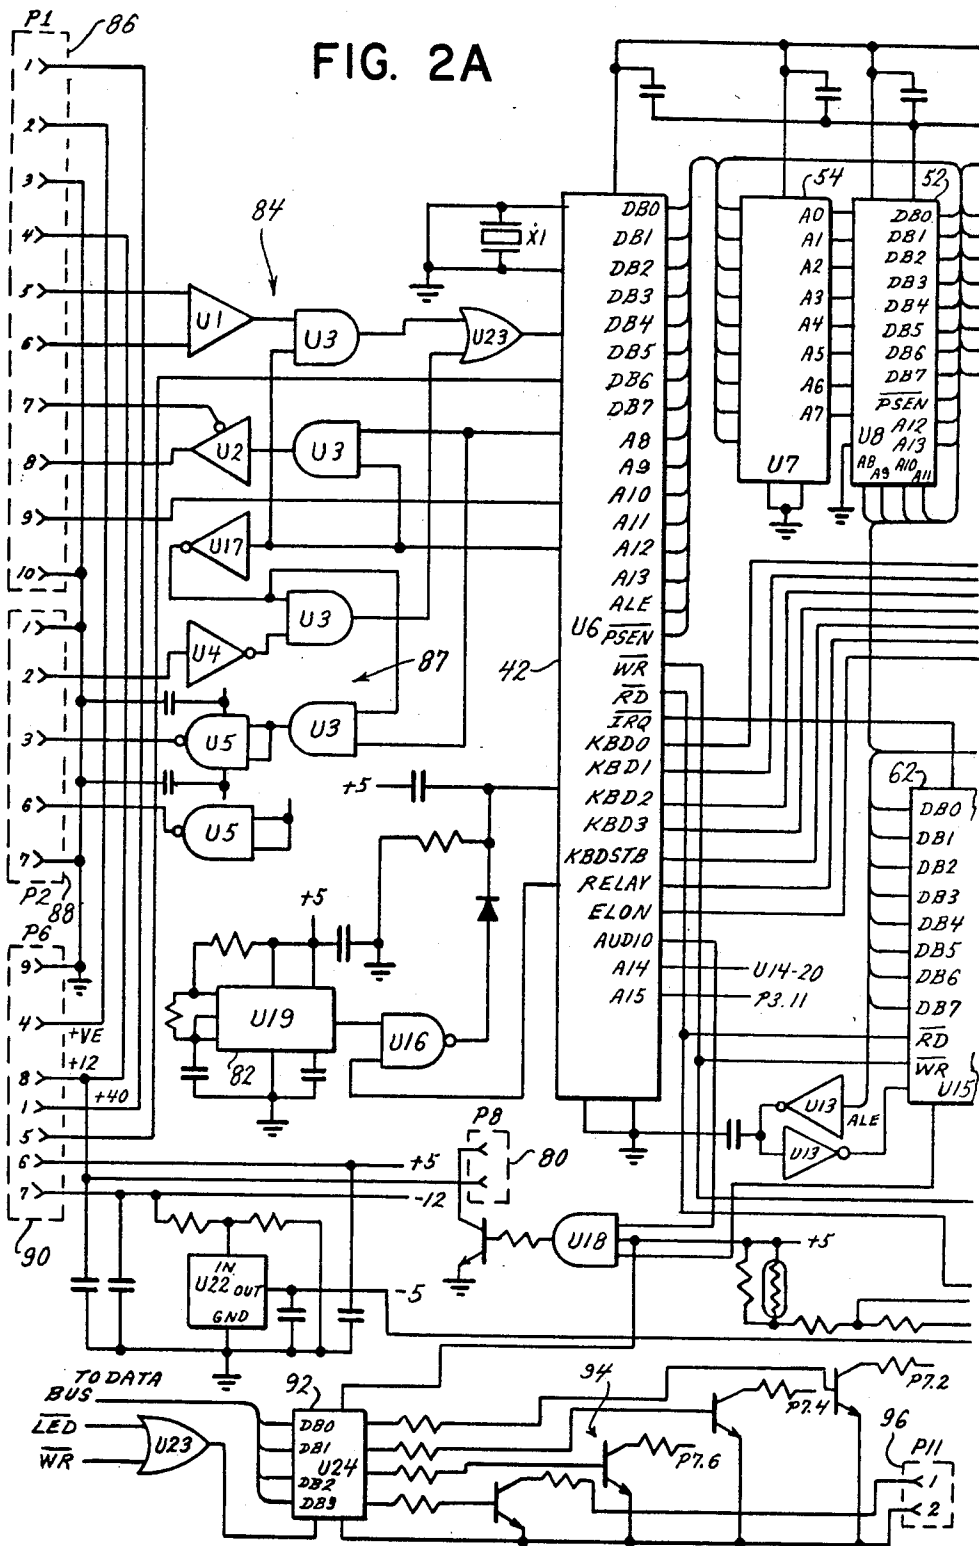 FIG. 2A
P1
86
1
2
3
4
5
6
7
8
9
10
84
U1
U3
U23
X1
U2
U3
U17
U3
U4
87
U3
U5
U5
1
2
3
6
7
P2
88
P6
9
4
+VE
8
+12
1
+40
5
6
+5
7
-12
90
+5
+5
U19
82
U16
42
U6
DB0
DB1
DB2
DB3
DB4
DB5
DB6
DB7
A8
A9
A10
A11
A12
A13
ALE
PSEN
WR
RD
IRQ
KBD0
KBD1
KBD2
KBD3
KBDSTB
RELAY
ELON
AUDIO
A14
U14-20
A15
P3.11
54
A0
A1
A2
A3
A4
A5
A6
A7
U7
52
DB0
DB1
DB2
DB3
DB4
DB5
DB6
DB7
PSEN
A12
U8
A13
A8
A9
A10
A11
62
DB0
DB1
DB2
DB3
DB4
DB5
DB6
DB7
RD
WR
U15
U13
ALE
U13
P8
80
U18
+5
IN
U22
OUT
GND
-5
TO DATA
BUS
LED
WR
U23
92
DB0
DB1
U24
DB2
DB3
94
P7.6
P7.4
P7.2
96
P11
1
2